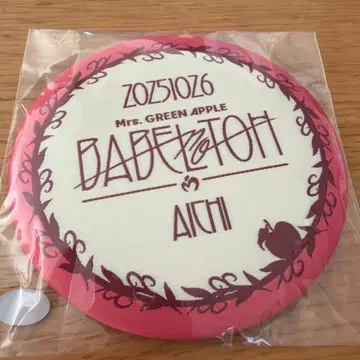 20251026
Mrs. GREEN APPLE
BABEL no TOH
AICHI